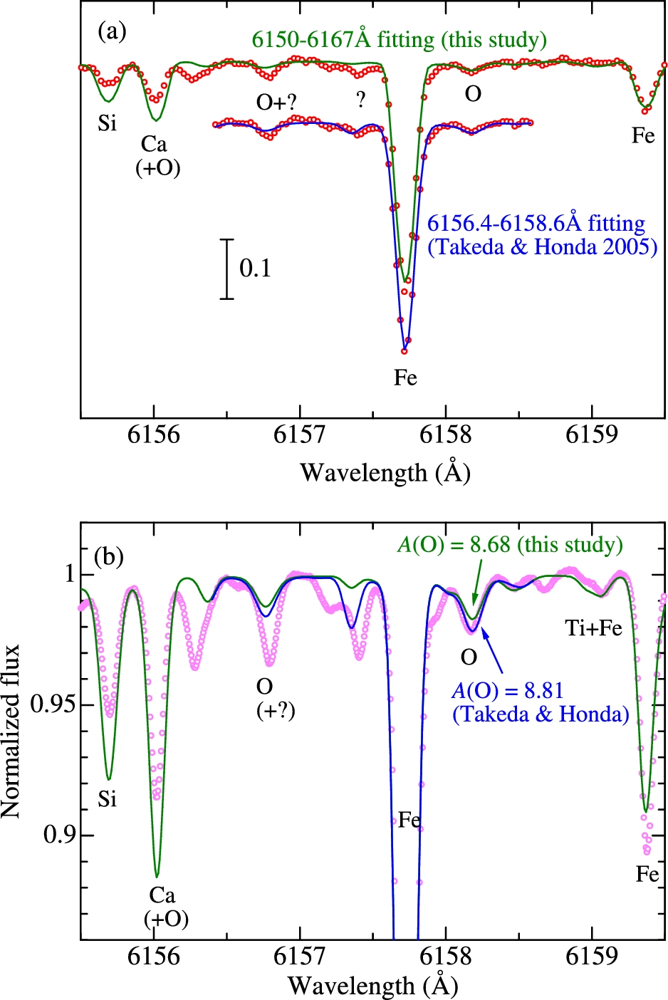 (a)
6150-6167Å fitting (this study)
Si
Ca
(+O)
O+?
?
O
Fe
6156.4-6158.6Å fitting
(Takeda & Honda 2005)
0.1
Fe
6156 6157 6158 6159
Wavelength (Å)
(b)
A(O) = 8.68 (this study)
1
Ti+Fe
O
O
(+?)
A(O) = 8.81
(Takeda & Honda)
0.95
Normalized flux
Si
Fe
0.9
Fe
Ca
(+O)
6156 6157 6158 6159
Wavelength (Å)